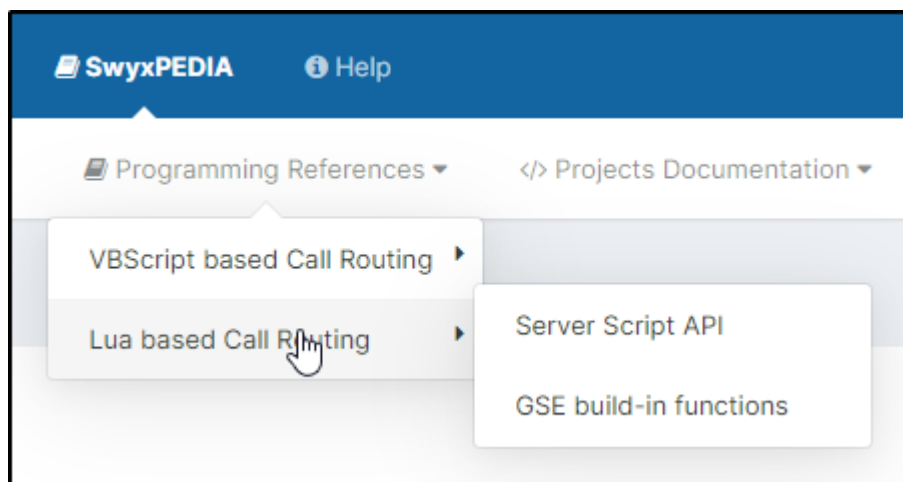 SwyxPEDIA Help
Programming References Projects Documentation
VBScript based Call Routing
Lua based Call Routing
Server Script API
GSE build-in functions